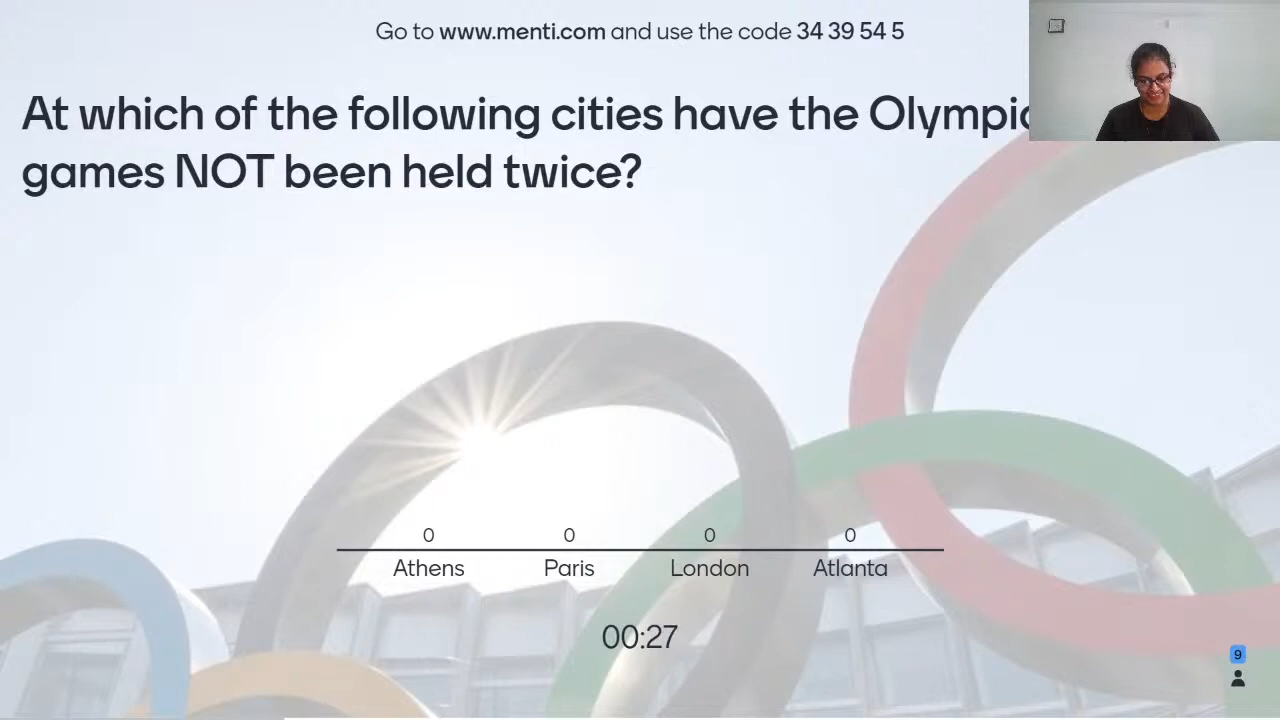 Go to www.menti.com and use the code 34 39 54 5
At which of the following cities have the Olympic
games NOT been held twice?
0 0 0 0
Athens Paris London Atlanta
00:27
9